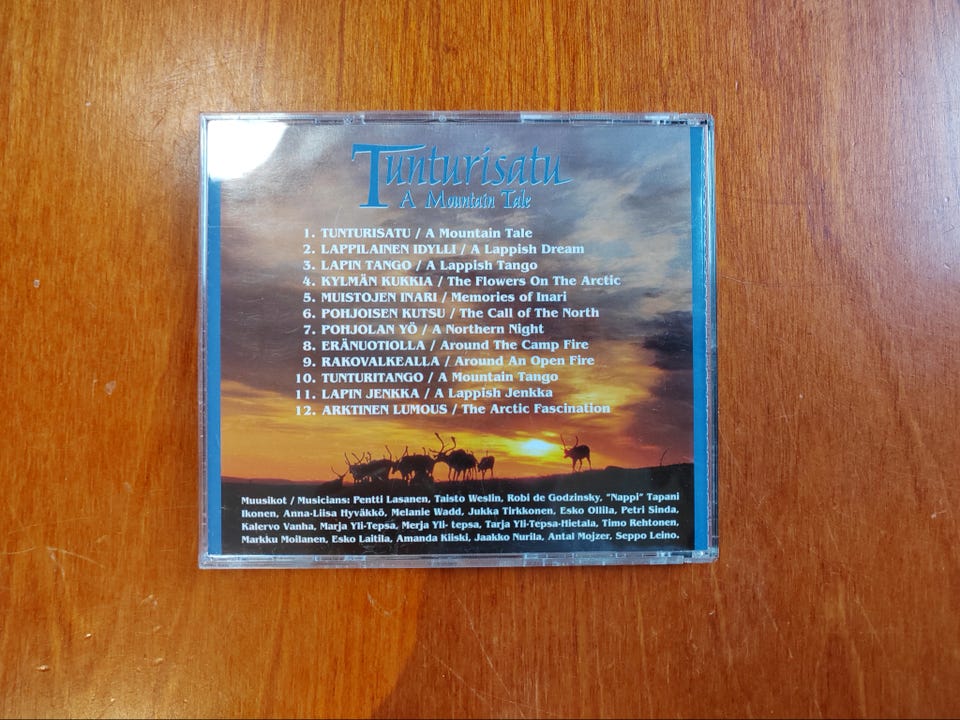 Tunturisatu
A Mountain Tale
1. TUNTURISATU / A Mountain Tale
2. LAPPILAINEN IDYLLI / A Lappish Dream
3. LAPIN TANGO / A Lappish Tango
4. KYLMÄN KUKKIA / The Flowers On The Arctic
5. MUISTOJEN INARI / Memories of Inari
6. POHJOISEN KUTSU / The Call of The North
7. POHJOLAN YÖ / A Northern Night
8. ERÄNUOTIOLLA / Around The Camp Fire
9. RAKOVALKEALLA / Around An Open Fire
10. TUNTURITANGO / A Mountain Tango
11. LAPIN JENKKA / A Lappish Jenkka
12. ARKTINEN LUMOUS / The Arctic Fascination
Muusikot / Musicians: Pentti Lasanen, Taisto Weslin, Robi de Godzinsky, "Nappi" Tapani
Ikonen, Anna-Liisa Hyväkkö, Melanie Wadd, Jukka Tirkkonen, Esko Ollila, Petri Sinda,
Kalervo Vanha, Marja Yli-Tepsa, Merja Yli- tepsa, Tarja Yli-Tepsa-Hietala, Timo Rehtonen,
Markku Moilanen, Esko Laitila, Amanda Kiiski, Jaakko Nurila, Antal Mojzer, Seppo Leino.